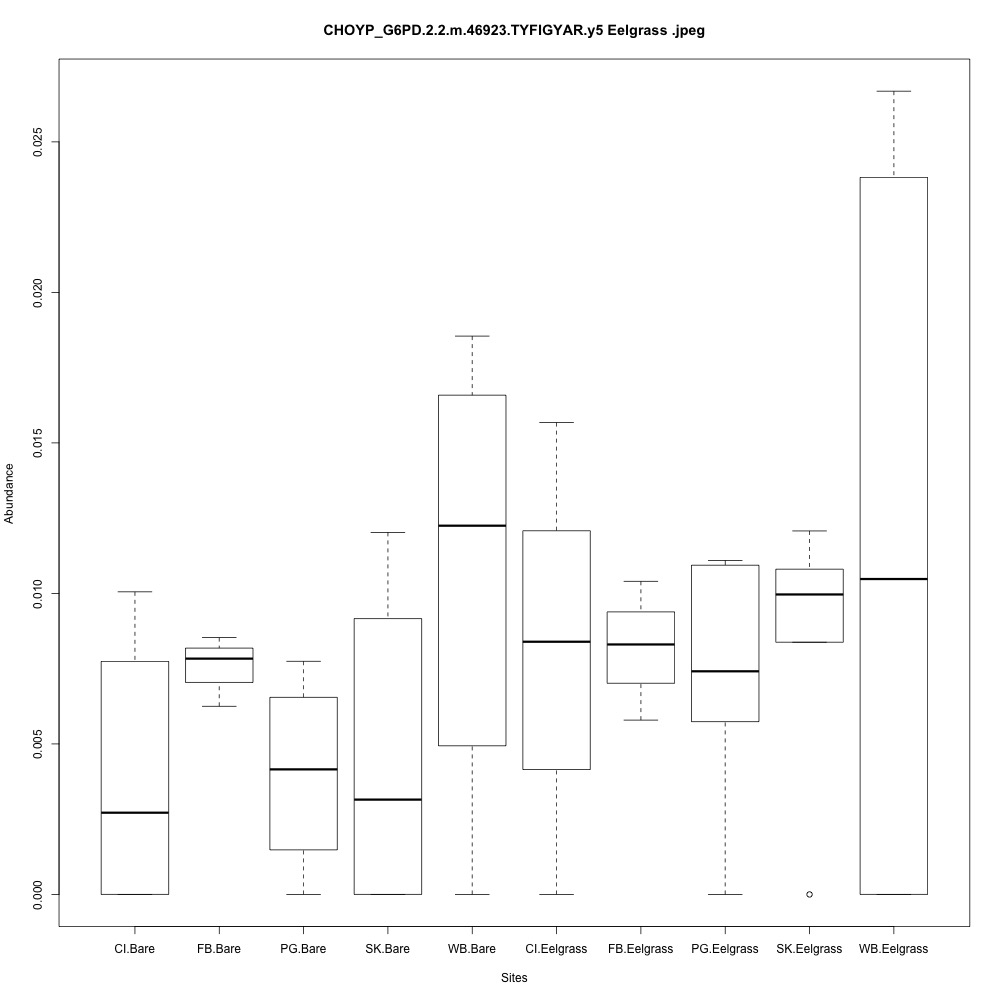 CHOYP_G6PD.2.2.m.46923.TYFIGYAR.y5 Eelgrass .jpeg
0.025
0.020
0.015
0.010
0.005
0.000
Abundance
CI.Bare FB.Bare PG.Bare SK.Bare WB.Bare CI.Eelgrass FB.Eelgrass PG.Eelgrass SK.Eelgrass WB.Eelgrass
Sites